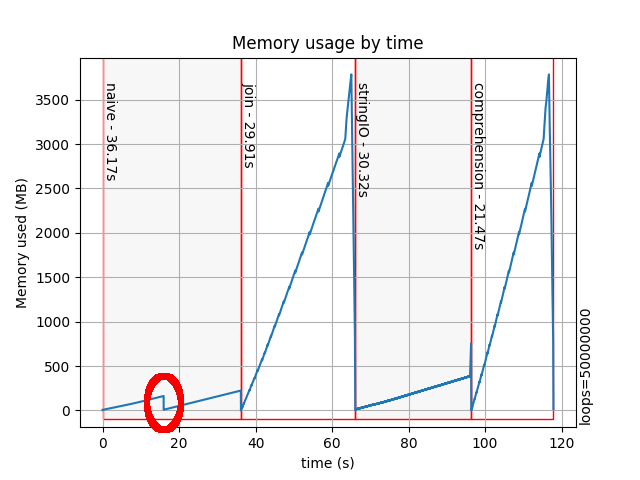 Memory usage by time
Memory used (MB)
3500
3000
2500
2000
1500
1000
500
0
naive - 36.17s
join - 29.91s
stringIO - 30.32s
comprehension - 21.47s
loops=50000000
0
20
40
60
80
100
120
time (s)